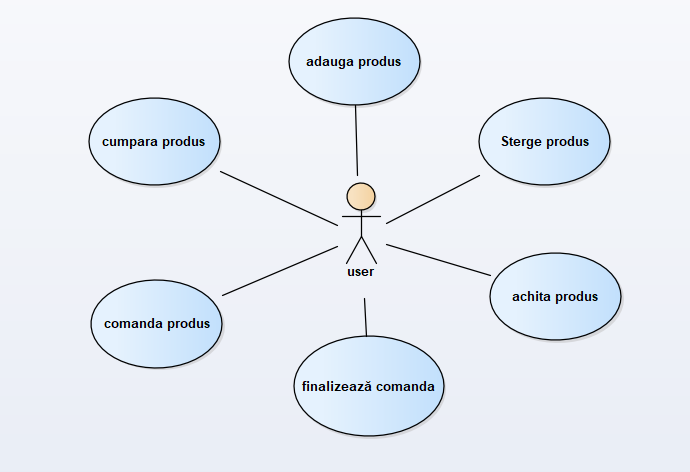 adauga produs
cumpara produs
Sterge produs
user
achita produs
comanda produs
finalizează comanda